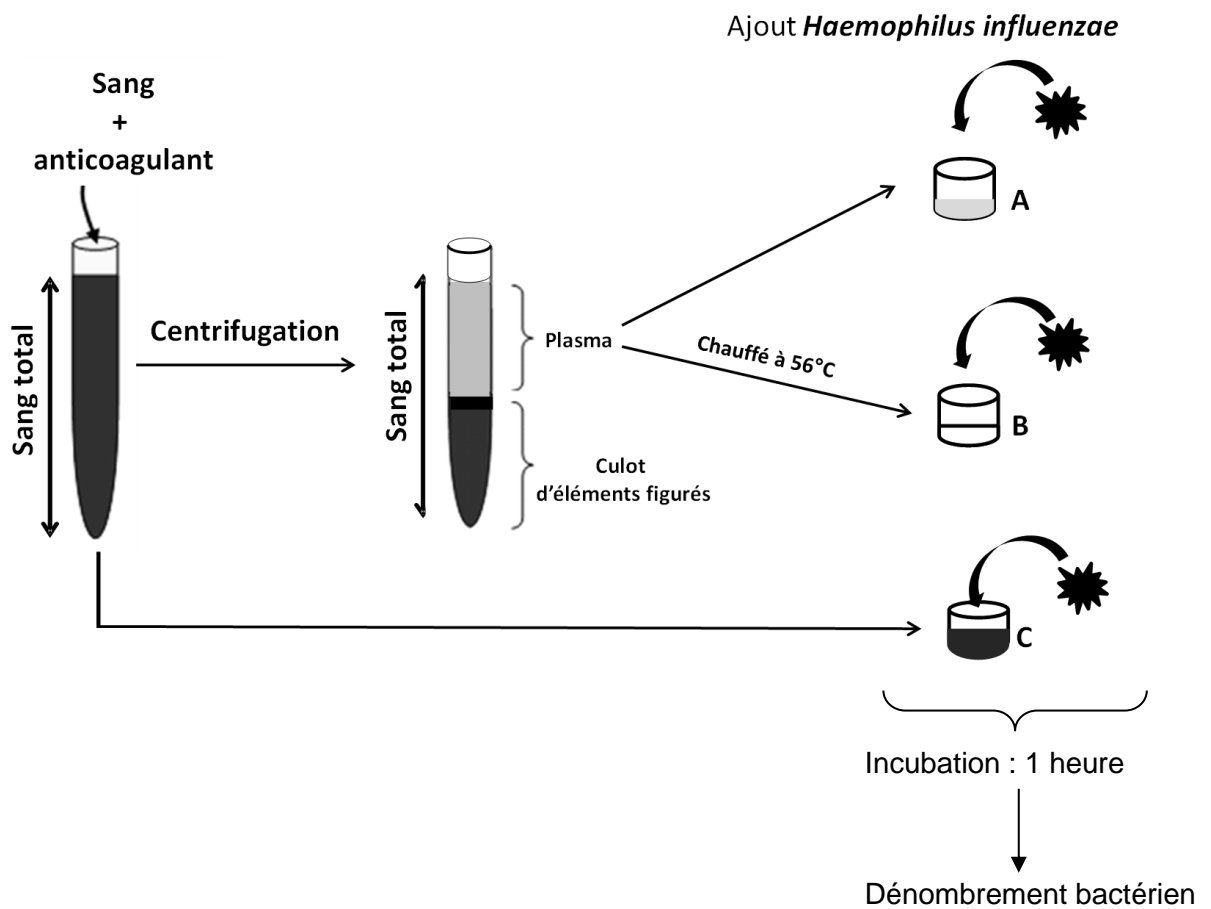 Ajout Haemophilus influenzae
Sang
+
anticoagulant
A
Sang total
Centrifugation
Sang total
Plasma
Chauffé à 56°C
B
Culot
d'éléments figurés
C
Incubation : 1 heure
Dénombrement bactérien